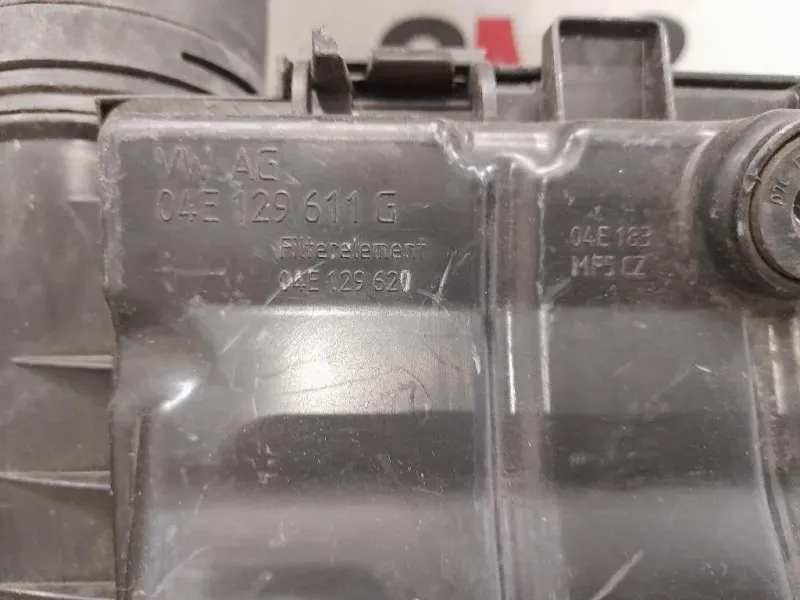 VW AG
04E 129 611 G
Filterelement
04E 129 620
04E 183
MF5 CZ